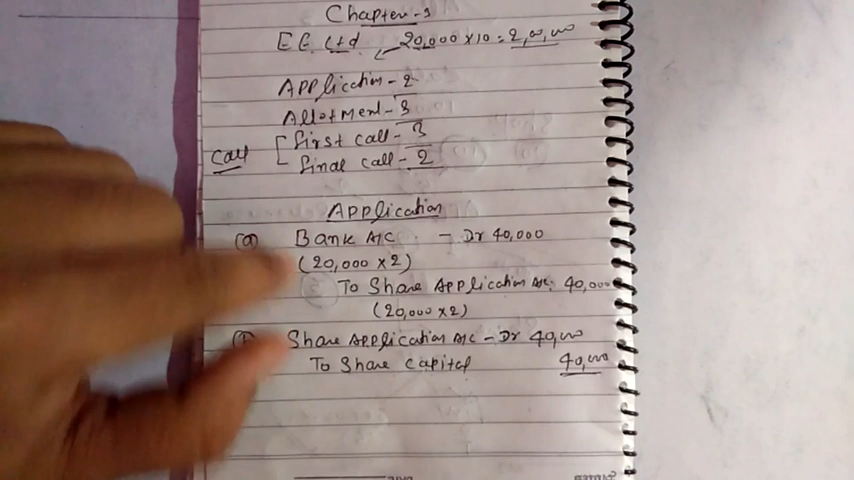 Chapter-3
EE Ltd 20,000 x 10 = 2,00,000
Application - 2
Allotment - 3
Call [ first call - 3
final call - 2
Application
(a) Bank A/C - Dr 40,000
(20,000 x 2)
To Share Application A/c 40,000
(20,000 x 2)
Share Application A/c - Dr 40,000
To Share Capital 40,000